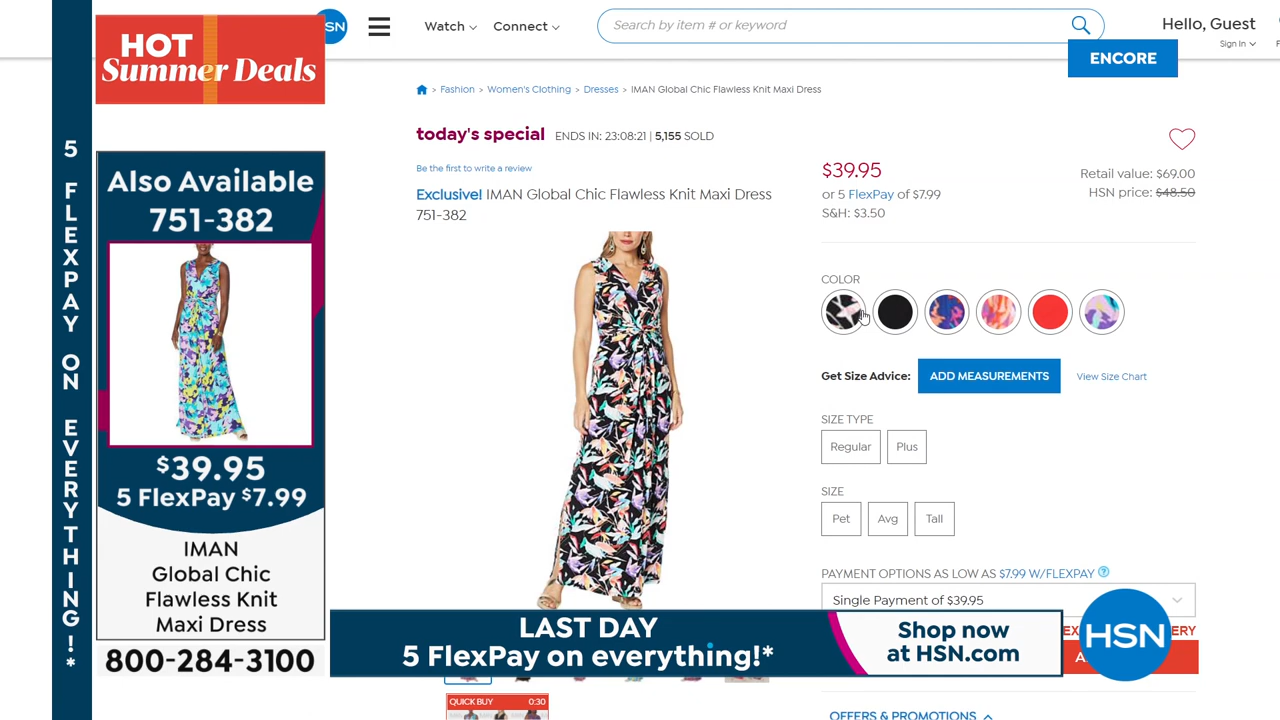 HOT
Summer Deals
5 FLEXPAY ON EVERYTHING!*
Also Available
751-382
$39.95
5 FlexPay $7.99
IMAN
Global Chic
Flawless Knit
Maxi Dress
800-284-3100
SN
Watch
Connect
Search by item # or keyword
Hello, Guest
Sign In
ENCORE
> Fashion > Women's Clothing > Dresses > IMAN Global Chic Flawless Knit Maxi Dress
today's special ENDS IN: 23:08:21 | 5,155 SOLD
Be the first to write a review
Exclusive! IMAN Global Chic Flawless Knit Maxi Dress
751-382
$39.95
or 5 FlexPay of $7.99
S&H: $3.50
Retail value: $69.00
HSN price: $48.50
COLOR
Get Size Advice: ADD MEASUREMENTS View Size Chart
SIZE TYPE
Regular Plus
SIZE
Pet Avg Tall
PAYMENT OPTIONS AS LOW AS $7.99 W/FLEXPAY ?
Single Payment of $39.95
LAST DAY
5 FlexPay on everything!*
Shop now
at HSN.com
HSN
QUICK BUY 0:30
OFFERS & PROMOTIONS